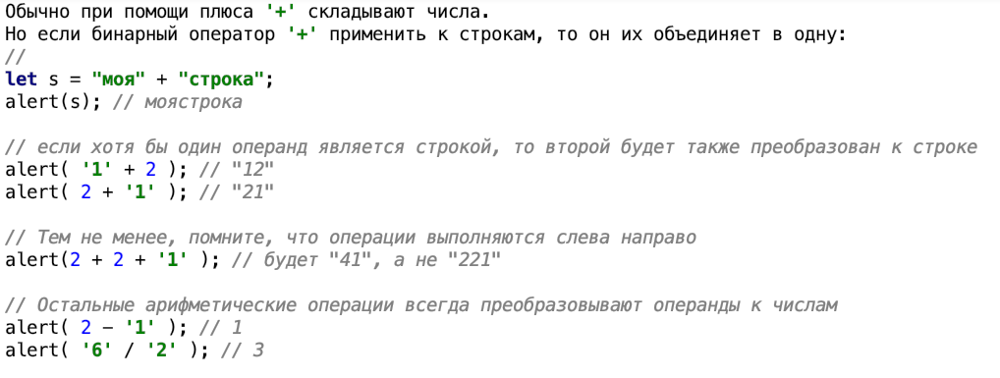 Обычно при помощи плюса '+' складывают числа.
Но если бинарный оператор '+' применить к строкам, то он их объединяет в одну:
//
let s = "моя" + "строка";
alert(s); // моястрока

// если хотя бы один операнд является строкой, то второй будет также преобразован к строке
alert( '1' + 2 ); // "12"
alert( 2 + '1' ); // "21"

// Тем не менее, помните, что операции выполняются слева направо
alert(2 + 2 + '1' ); // будет "41", а не "221"

// Остальные арифметические операции всегда преобразовывают операнды к числам
alert( 2 - '1' ); // 1
alert( '6' / '2' ); // 3